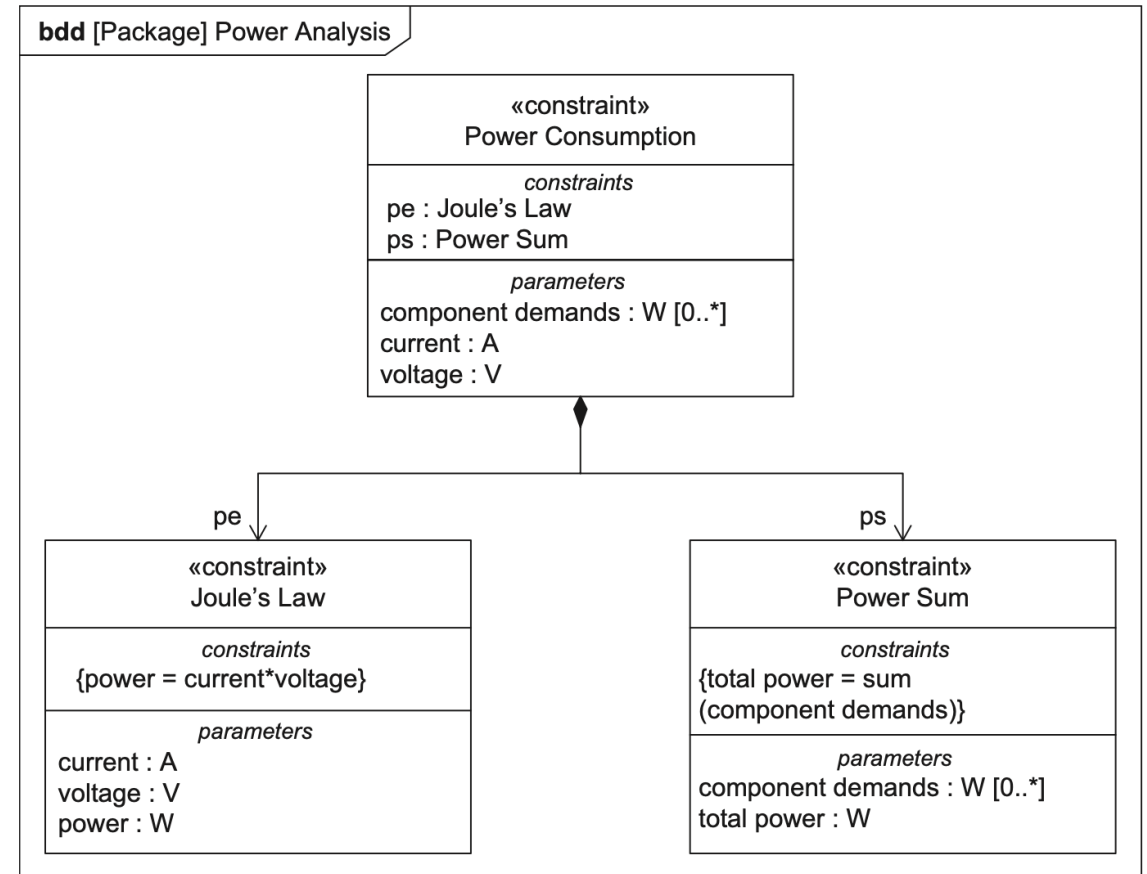 bdd [Package] Power Analysis
«constraint»
Power Consumption
constraints
pe : Joule’s Law
ps : Power Sum
parameters
component demands : W [0..*]
current : A
voltage : V
pe
ps
«constraint»
Joule’s Law
constraints
{power = current*voltage}
parameters
current : A
voltage : V
power : W
«constraint»
Power Sum
constraints
{total power = sum
(component demands)}
parameters
component demands : W [0..*]
total power : W